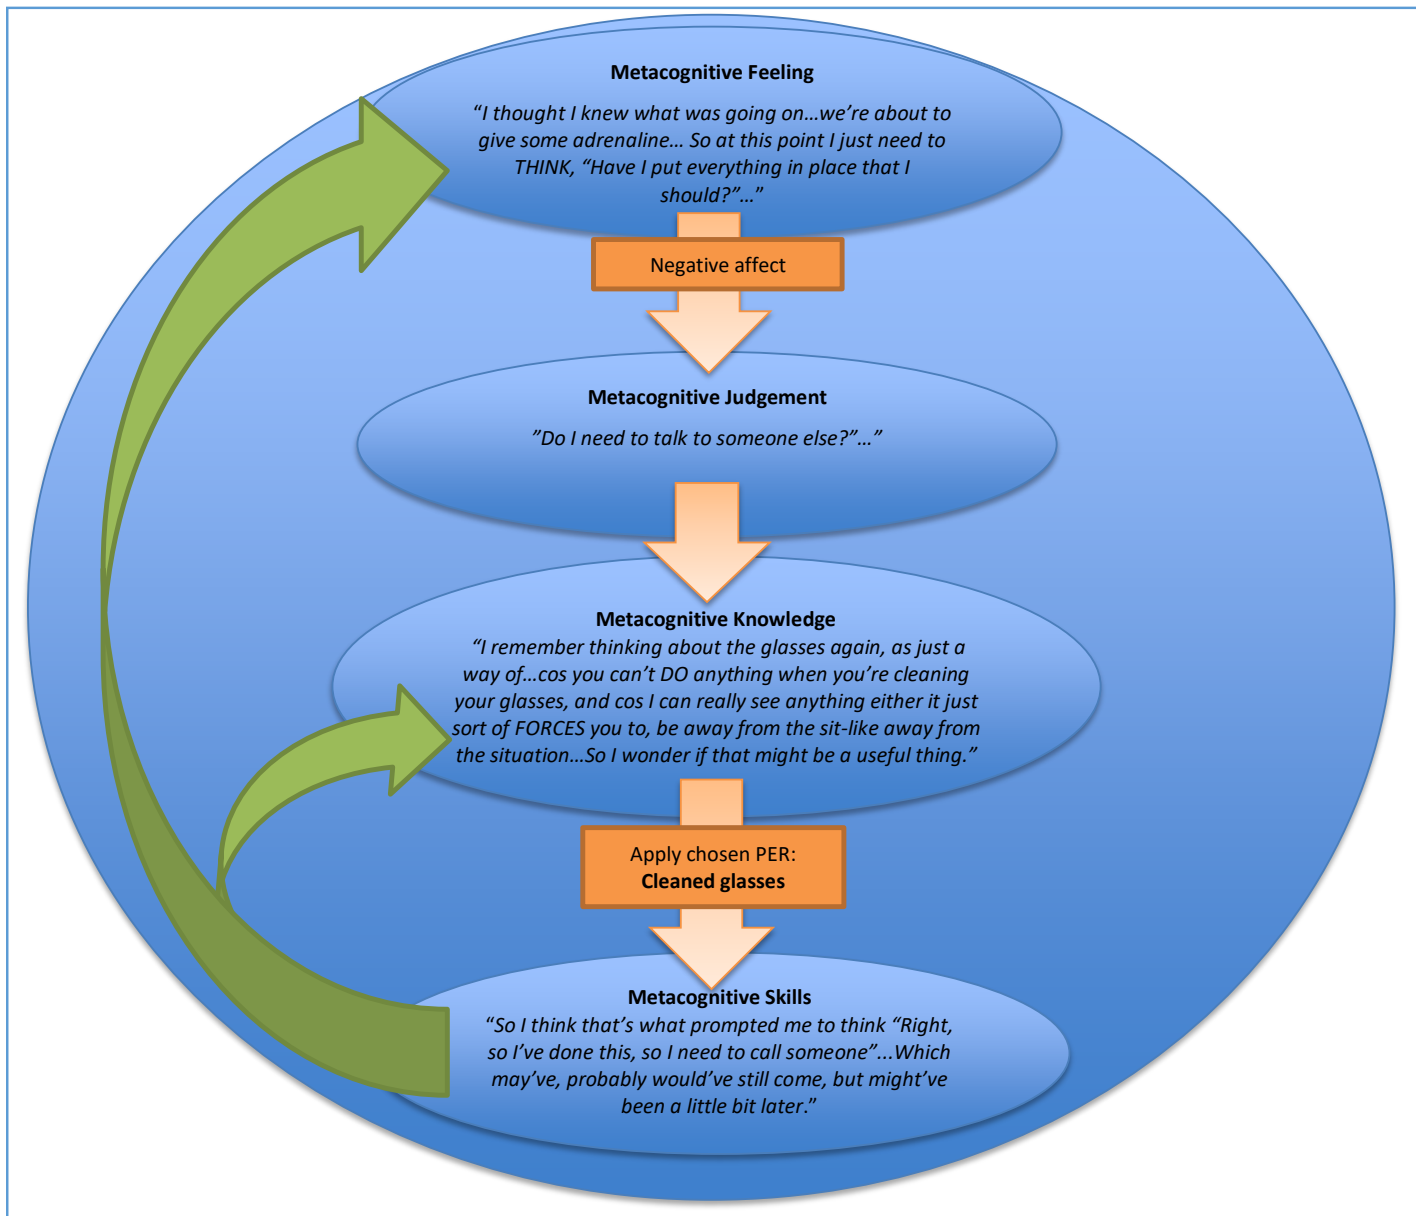 Metacognitive Feeling
“I thought I knew what was going on…we’re about to
give some adrenaline… So at this point I just need to
THINK, “Have I put everything in place that I
should?”…”
Negative affect
Metacognitive Judgement
”Do I need to talk to someone else?”…”
Metacognitive Knowledge
“I remember thinking about the glasses again, as just a
way of…cos you can’t DO anything when you’re cleaning
your glasses, and cos I can really see anything either it just
sort of FORCES you to, be away from the sit-like away from
the situation…So I wonder if that might be a useful thing.”
Apply chosen PER:
Cleaned glasses
Metacognitive Skills
“So I think that’s what prompted me to think “Right,
so I’ve done this, so I need to call someone”...Which
may’ve, probably would’ve still come, but might’ve
been a little bit later.”